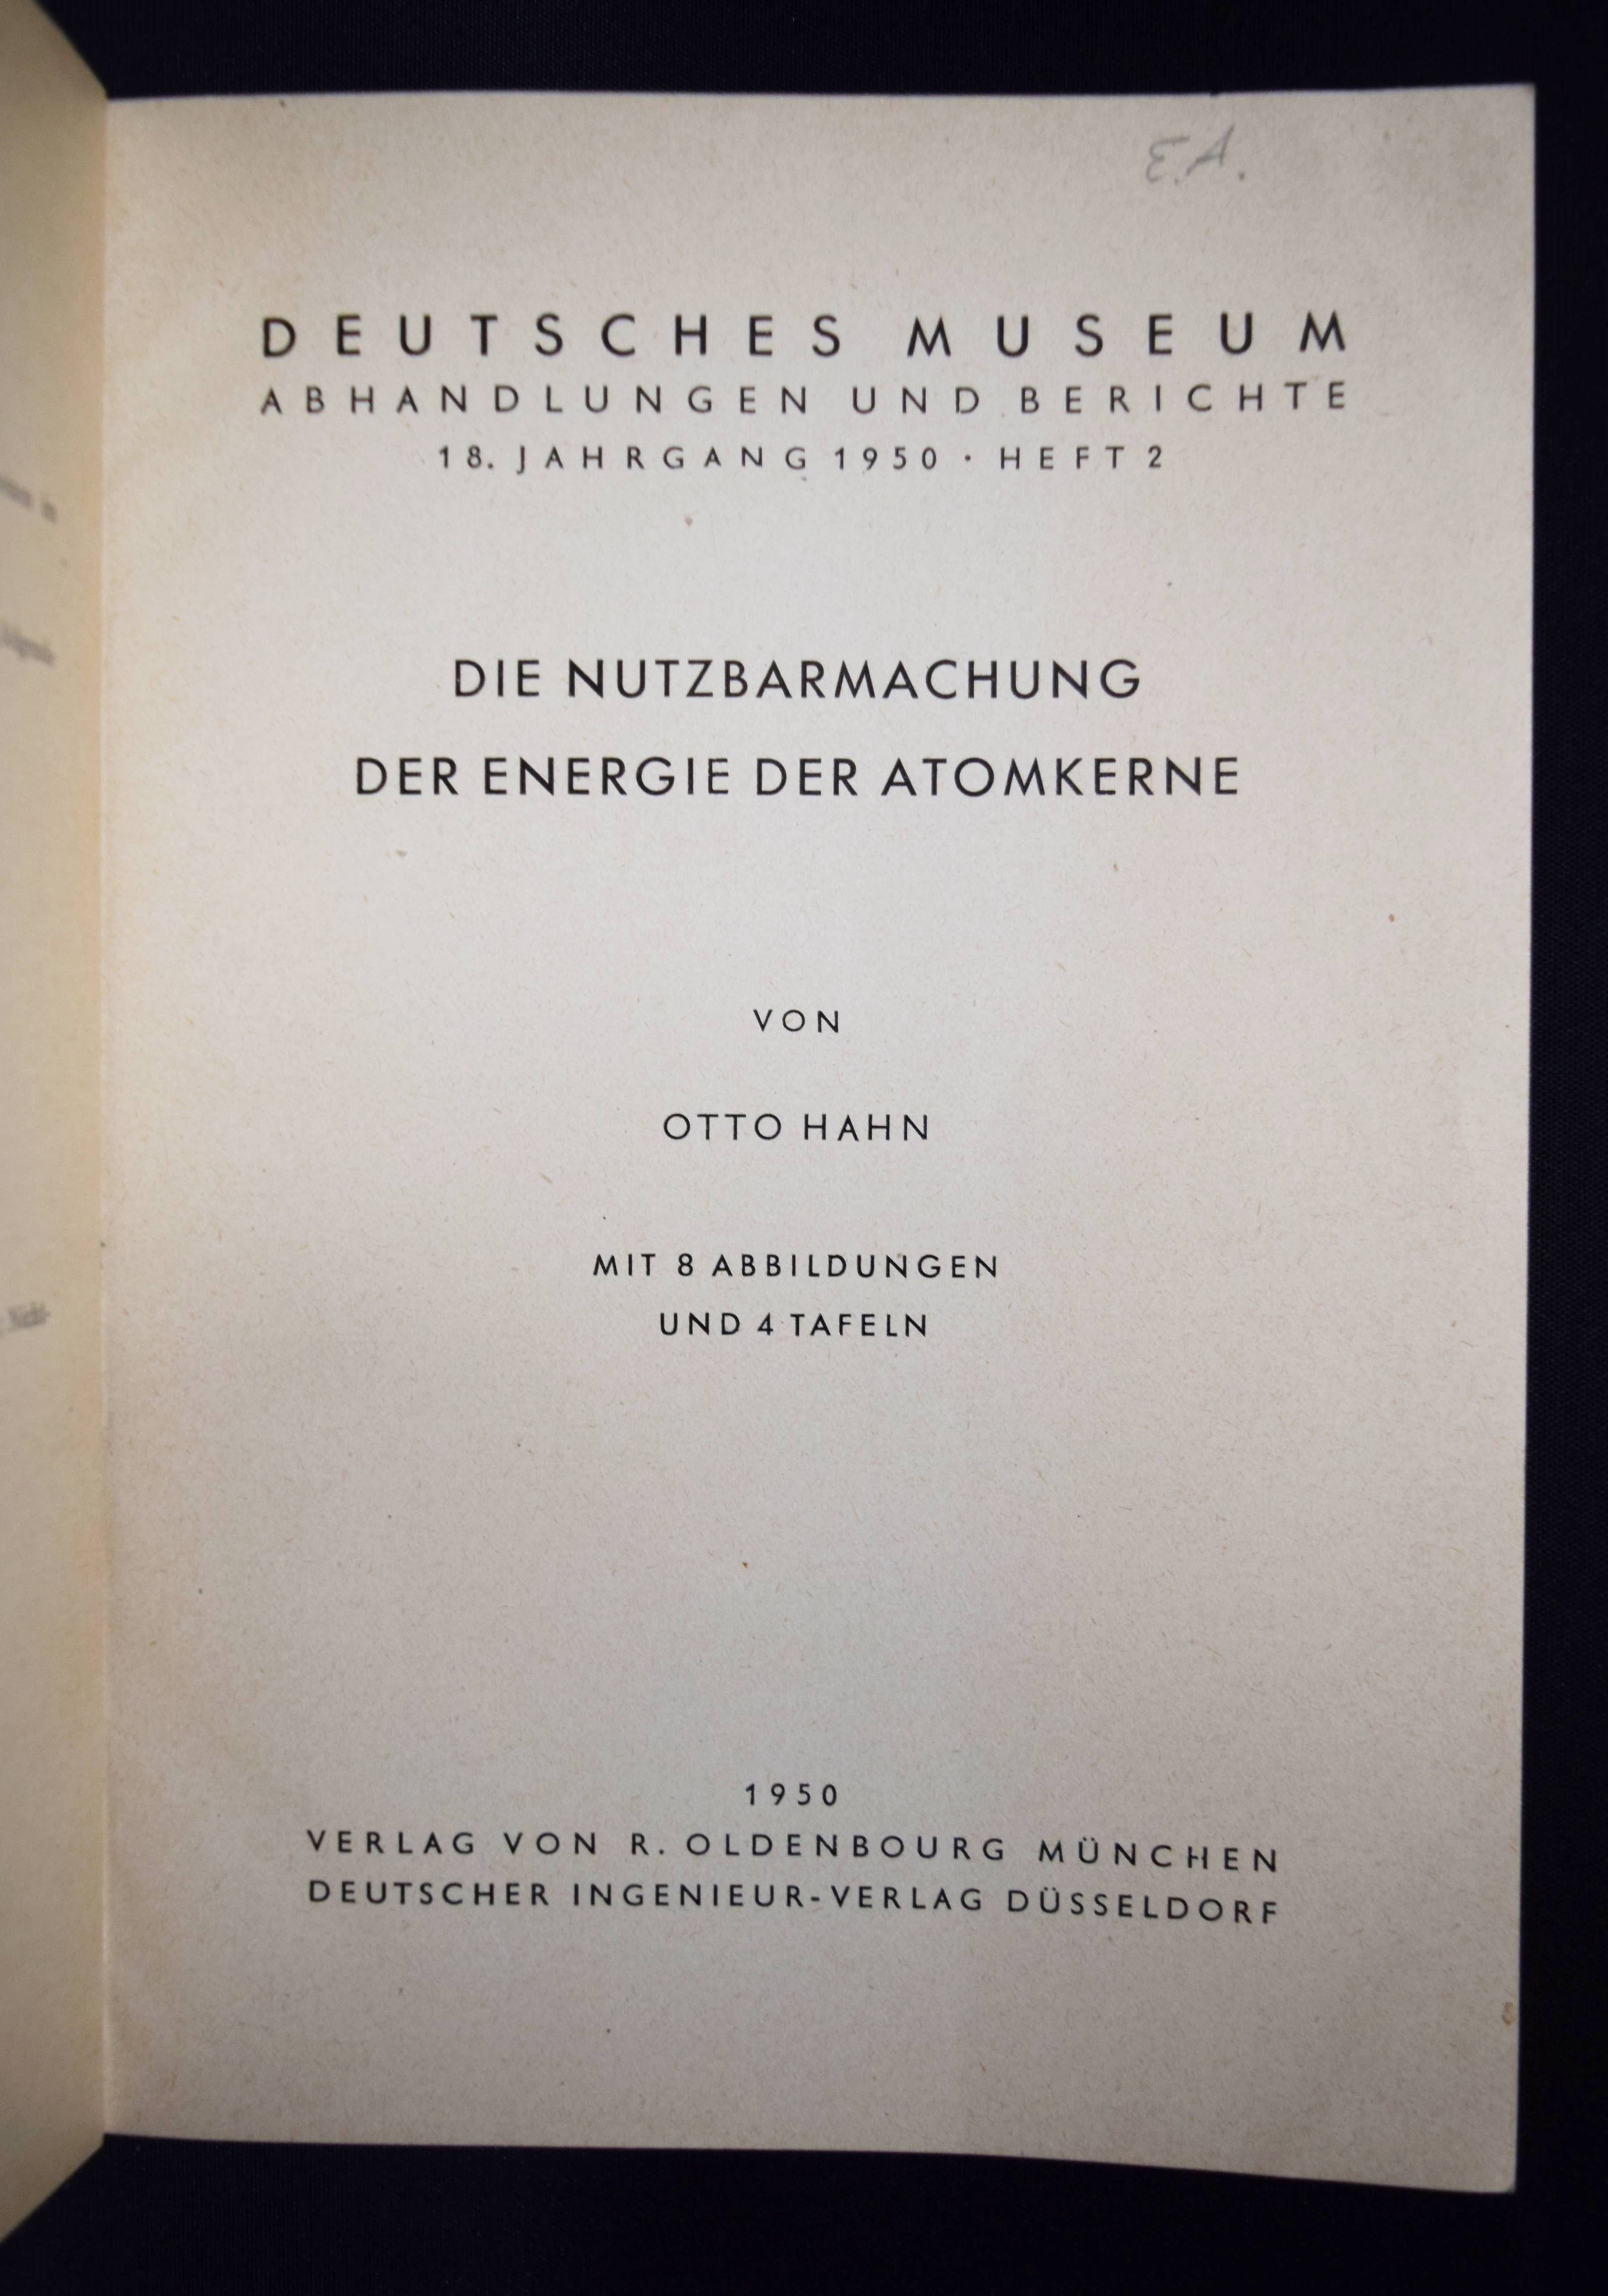 E.A.
DEUTSCHES MUSEUM
ABHANDLUNGEN UND BERICHTE
18. JAHRGANG 1950 · HEFT 2
DIE NUTZBARMACHUNG
DER ENERGIE DER ATOMKERNE
VON
OTTO HAHN
MIT 8 ABBILDUNGEN
UND 4 TAFELN
1950
VERLAG VON R. OLDENBOURG MÜNCHEN
DEUTSCHER INGENIEUR-VERLAG DÜSSELDORF